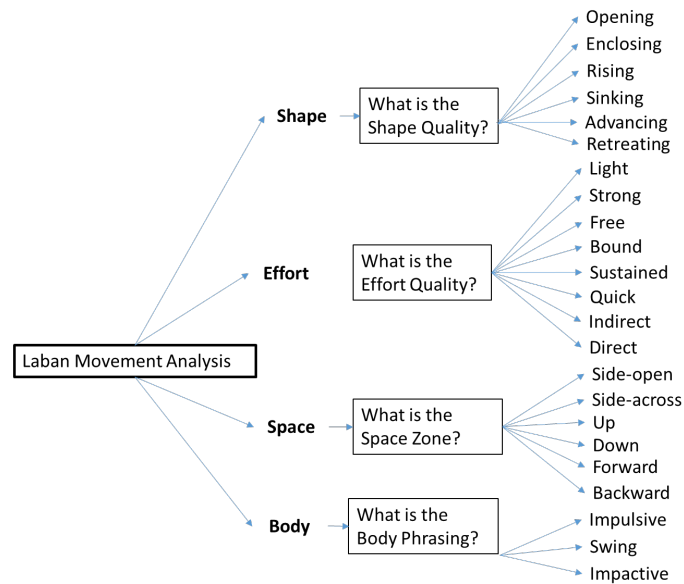 Laban Movement Analysis
Shape
What is the
Shape Quality?
Opening
Enclosing
Rising
Sinking
Advancing
Retreating
Effort
What is the
Effort Quality?
Light
Strong
Free
Bound
Sustained
Quick
Indirect
Direct
Space
What is the
Space Zone?
Side-open
Side-across
Up
Down
Forward
Backward
Body
What is the
Body Phrasing?
Impulsive
Swing
Impactive